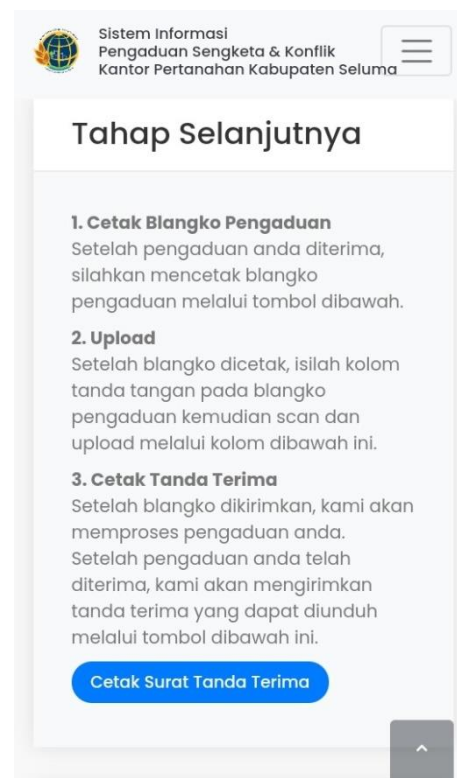 Sistem Informasi
Pengaduan Sengketa & Konflik
Kantor Pertanahan Kabupaten Seluma
Tahap Selanjutnya
1. Cetak Blangko Pengaduan
Setelah pengaduan anda diterima,
silahkan mencetak blangko
pengaduan melalui tombol dibawah.
2. Upload
Setelah blangko dicetak, isilah kolom
tanda tangan pada blangko
pengaduan kemudian scan dan
upload melalui kolom dibawah ini.
3. Cetak Tanda Terima
Setelah blangko dikirimkan, kami akan
memproses pengaduan anda.
Setelah pengaduan anda telah
diterima, kami akan mengirimkan
tanda terima yang dapat diunduh
melalui tombol dibawah ini.
Cetak Surat Tanda Terima